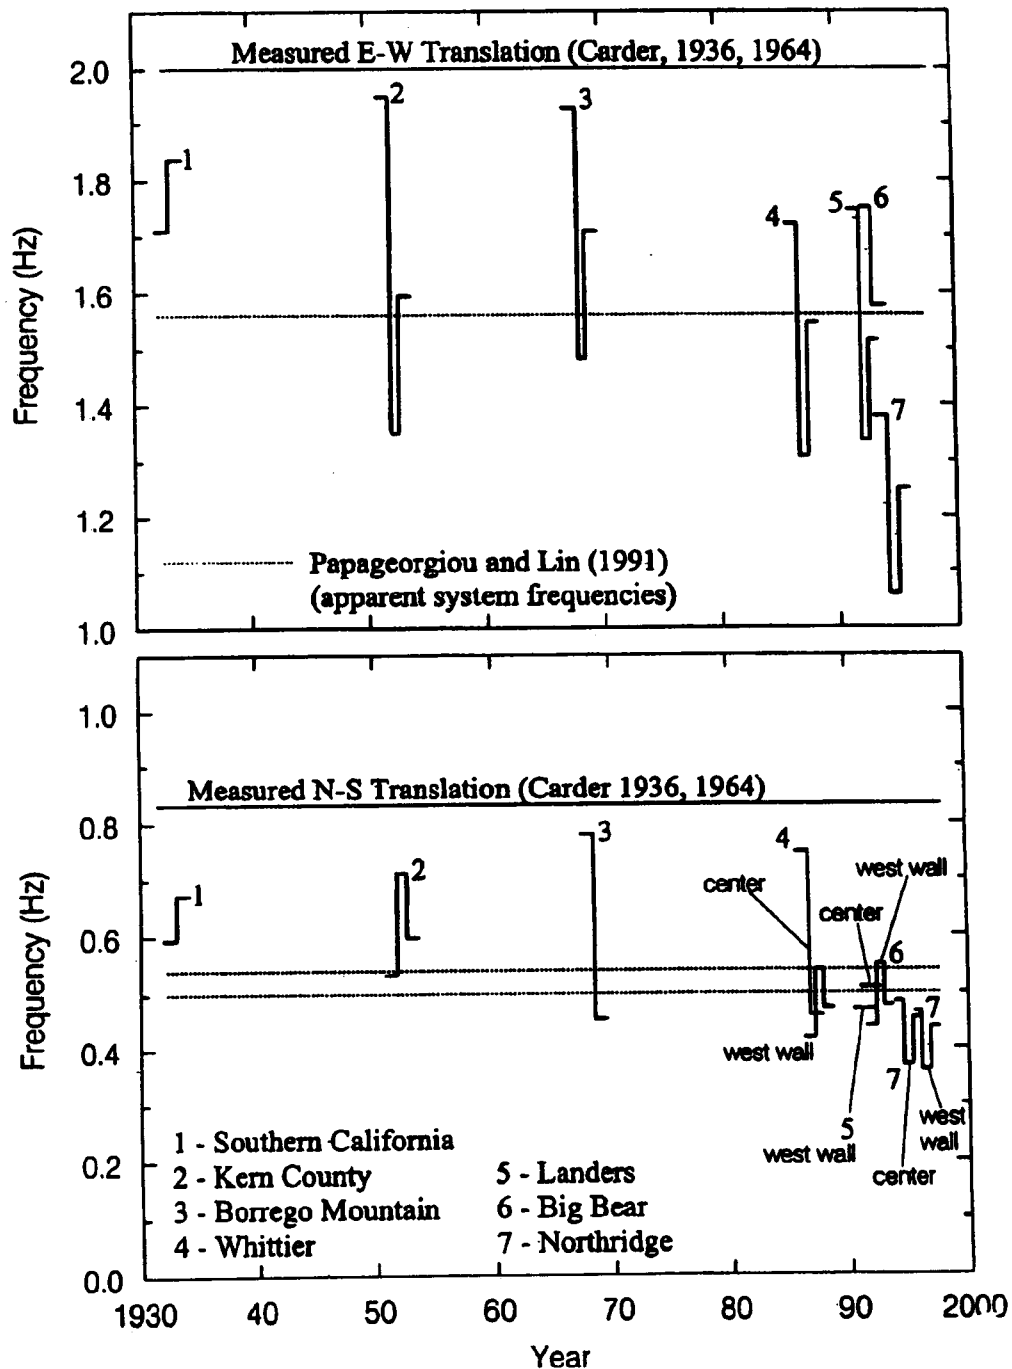 Measured E-W Translation (Carder, 1936, 1964)
2.0
1.8
1.6
1.4
1.2
1.0
Frequency (Hz)
1
2
3
4
5
6
7
Papageorgiou and Lin (1991)
(apparent system frequencies)
Measured N-S Translation (Carder 1936, 1964)
1.0
0.8
0.6
0.4
0.2
0.0
Frequency (Hz)
1
2
3
4
center
west wall
center
6
west wall
7
7
5
west wall
center
west
wall
1 - Southern California
2 - Kern County
3 - Borrego Mountain
4 - Whittier
5 - Landers
6 - Big Bear
7 - Northridge
1930 40 50 60 70 80 90 2000
Year